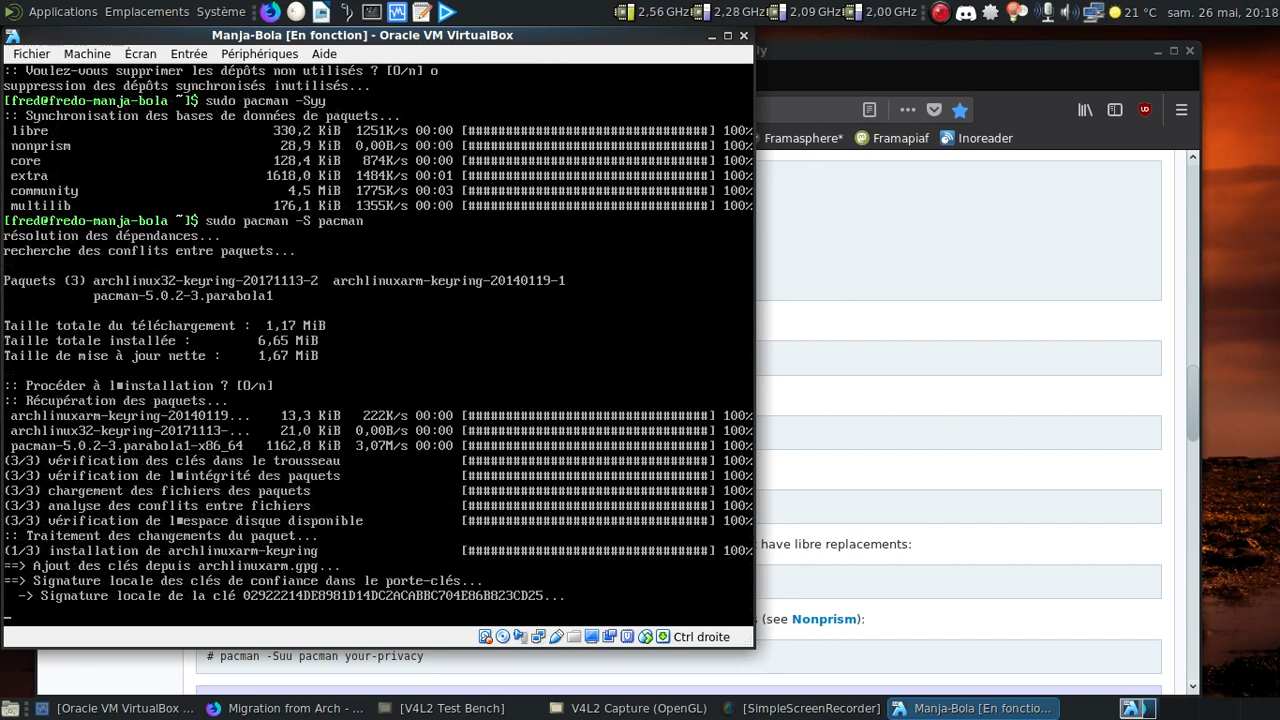 Applications Emplacements Système 2,56 GHz 2,28 GHz 2,09 GHz 2,00 GHz 21 °C sam. 26 mai, 20:18
Manja-Bola [En fonction] - Oracle VM VirtualBox
Fichier Machine Écran Entrée Périphériques Aide
:: Voulez-vous supprimer les dépôts non utilisés ? [O/n] o
suppression des dépôts synchronisés inutilisés...
[fred@fredo-manja-bola ~]$ sudo pacman -Syy
:: Synchronisation des bases de données de paquets...
libre 330,2 KiB 1251K/s 00:00 [##################################] 100%
nonprism 28,9 KiB 0,00B/s 00:00 [##################################] 100%
core 128,4 KiB 874K/s 00:00 [##################################] 100%
extra 1618,0 KiB 1484K/s 00:01 [##################################] 100%
community 4,5 MiB 1775K/s 00:03 [##################################] 100%
multilib 176,1 KiB 1355K/s 00:00 [##################################] 100%
[fred@fredo-manja-bola ~]$ sudo pacman -S pacman
résolution des dépendances...
recherche des conflits entre paquets...
Paquets (3) archlinux32-keyring-20171113-2 archlinuxarm-keyring-20140119-1
pacman-5.0.2-3.parabola1
Taille totale du téléchargement : 1,17 MiB
Taille totale installée : 6,65 MiB
Taille de mise à jour nette : 1,67 MiB
:: Procéder à l■installation ? [O/n]
:: Récupération des paquets...
archlinuxarm-keyring-20140119... 13,3 KiB 222K/s 00:00 [##################################] 100%
archlinux32-keyring-20171113-... 21,0 KiB 0,00B/s 00:00 [##################################] 100%
pacman-5.0.2-3.parabola1-x86_64 1162,8 KiB 3,07M/s 00:00 [##################################] 100%
(3/3) vérification des clés dans le trousseau [##################################] 100%
(3/3) vérification de l■intégrité des paquets [##################################] 100%
(3/3) chargement des fichiers des paquets [##################################] 100%
(3/3) analyse des conflits entre fichiers [##################################] 100%
(3/3) vérification de l■espace disque disponible [##################################] 100%
:: Traitement des changements du paquet...
(1/3) installation de archlinuxarm-keyring [##################################] 100%
==> Ajout des clés depuis archlinuxarm.gpg...
==> Signature locale des clés de confiance dans le porte-clés...
-> Signature locale de la clé 02922214DE8981D14DC2ACABBC704E86B823CD25...
_
Ctrl droite
ly
Framasphere* Framapiaf Inoreader
t have libre replacements:
s (see Nonprism):
# pacman -Suu pacman your-privacy
[Oracle VM VirtualBox ... Migration from Arch - ... [V4L2 Test Bench] V4L2 Capture (OpenGL) [SimpleScreenRecorder] Manja-Bola [En fonctio...